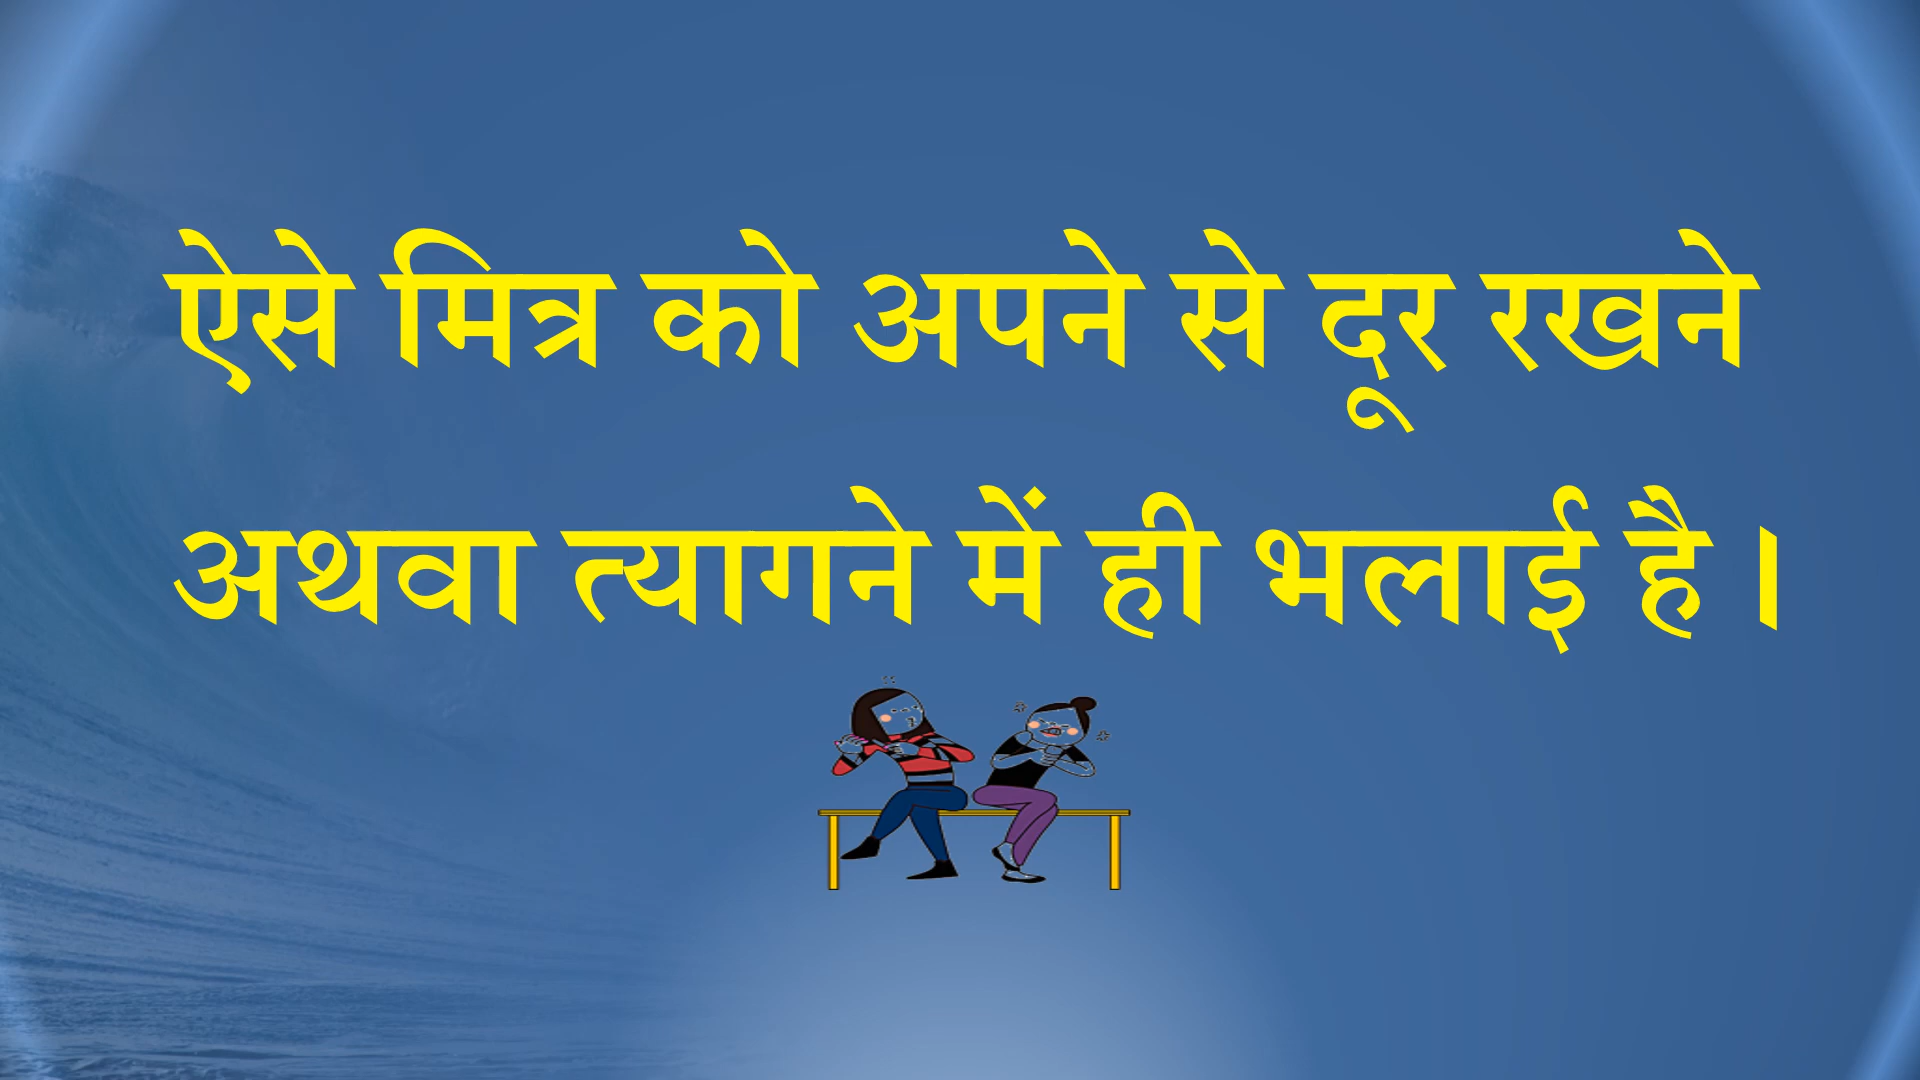 ऐसे मित्र को अपने से दूर रखने
अथवा त्यागने में ही भलाई है ।